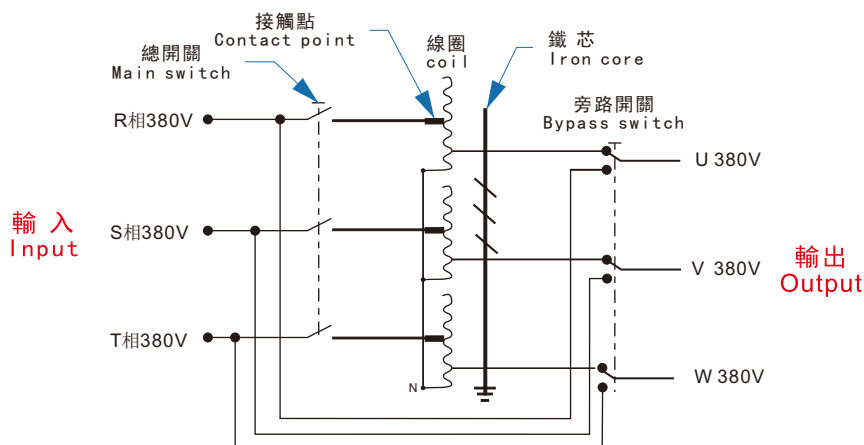 接觸點
Contact point
總開關
Main switch
線圈
coil
鐵 芯
Iron core
旁路開關
Bypass switch
R相380V
U 380V
輸 入
Input
S相380V
V 380V
輸出
Output
T相380V
W 380V
N